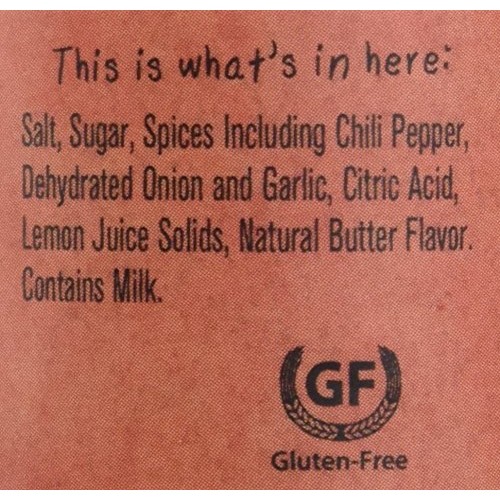 This is what's in here:
Salt, Sugar, Spices Including Chili Pepper,
Dehydrated Onion and Garlic, Citric Acid,
Lemon Juice Solids, Natural Butter Flavor.
Contains Milk.
GF
Gluten-Free